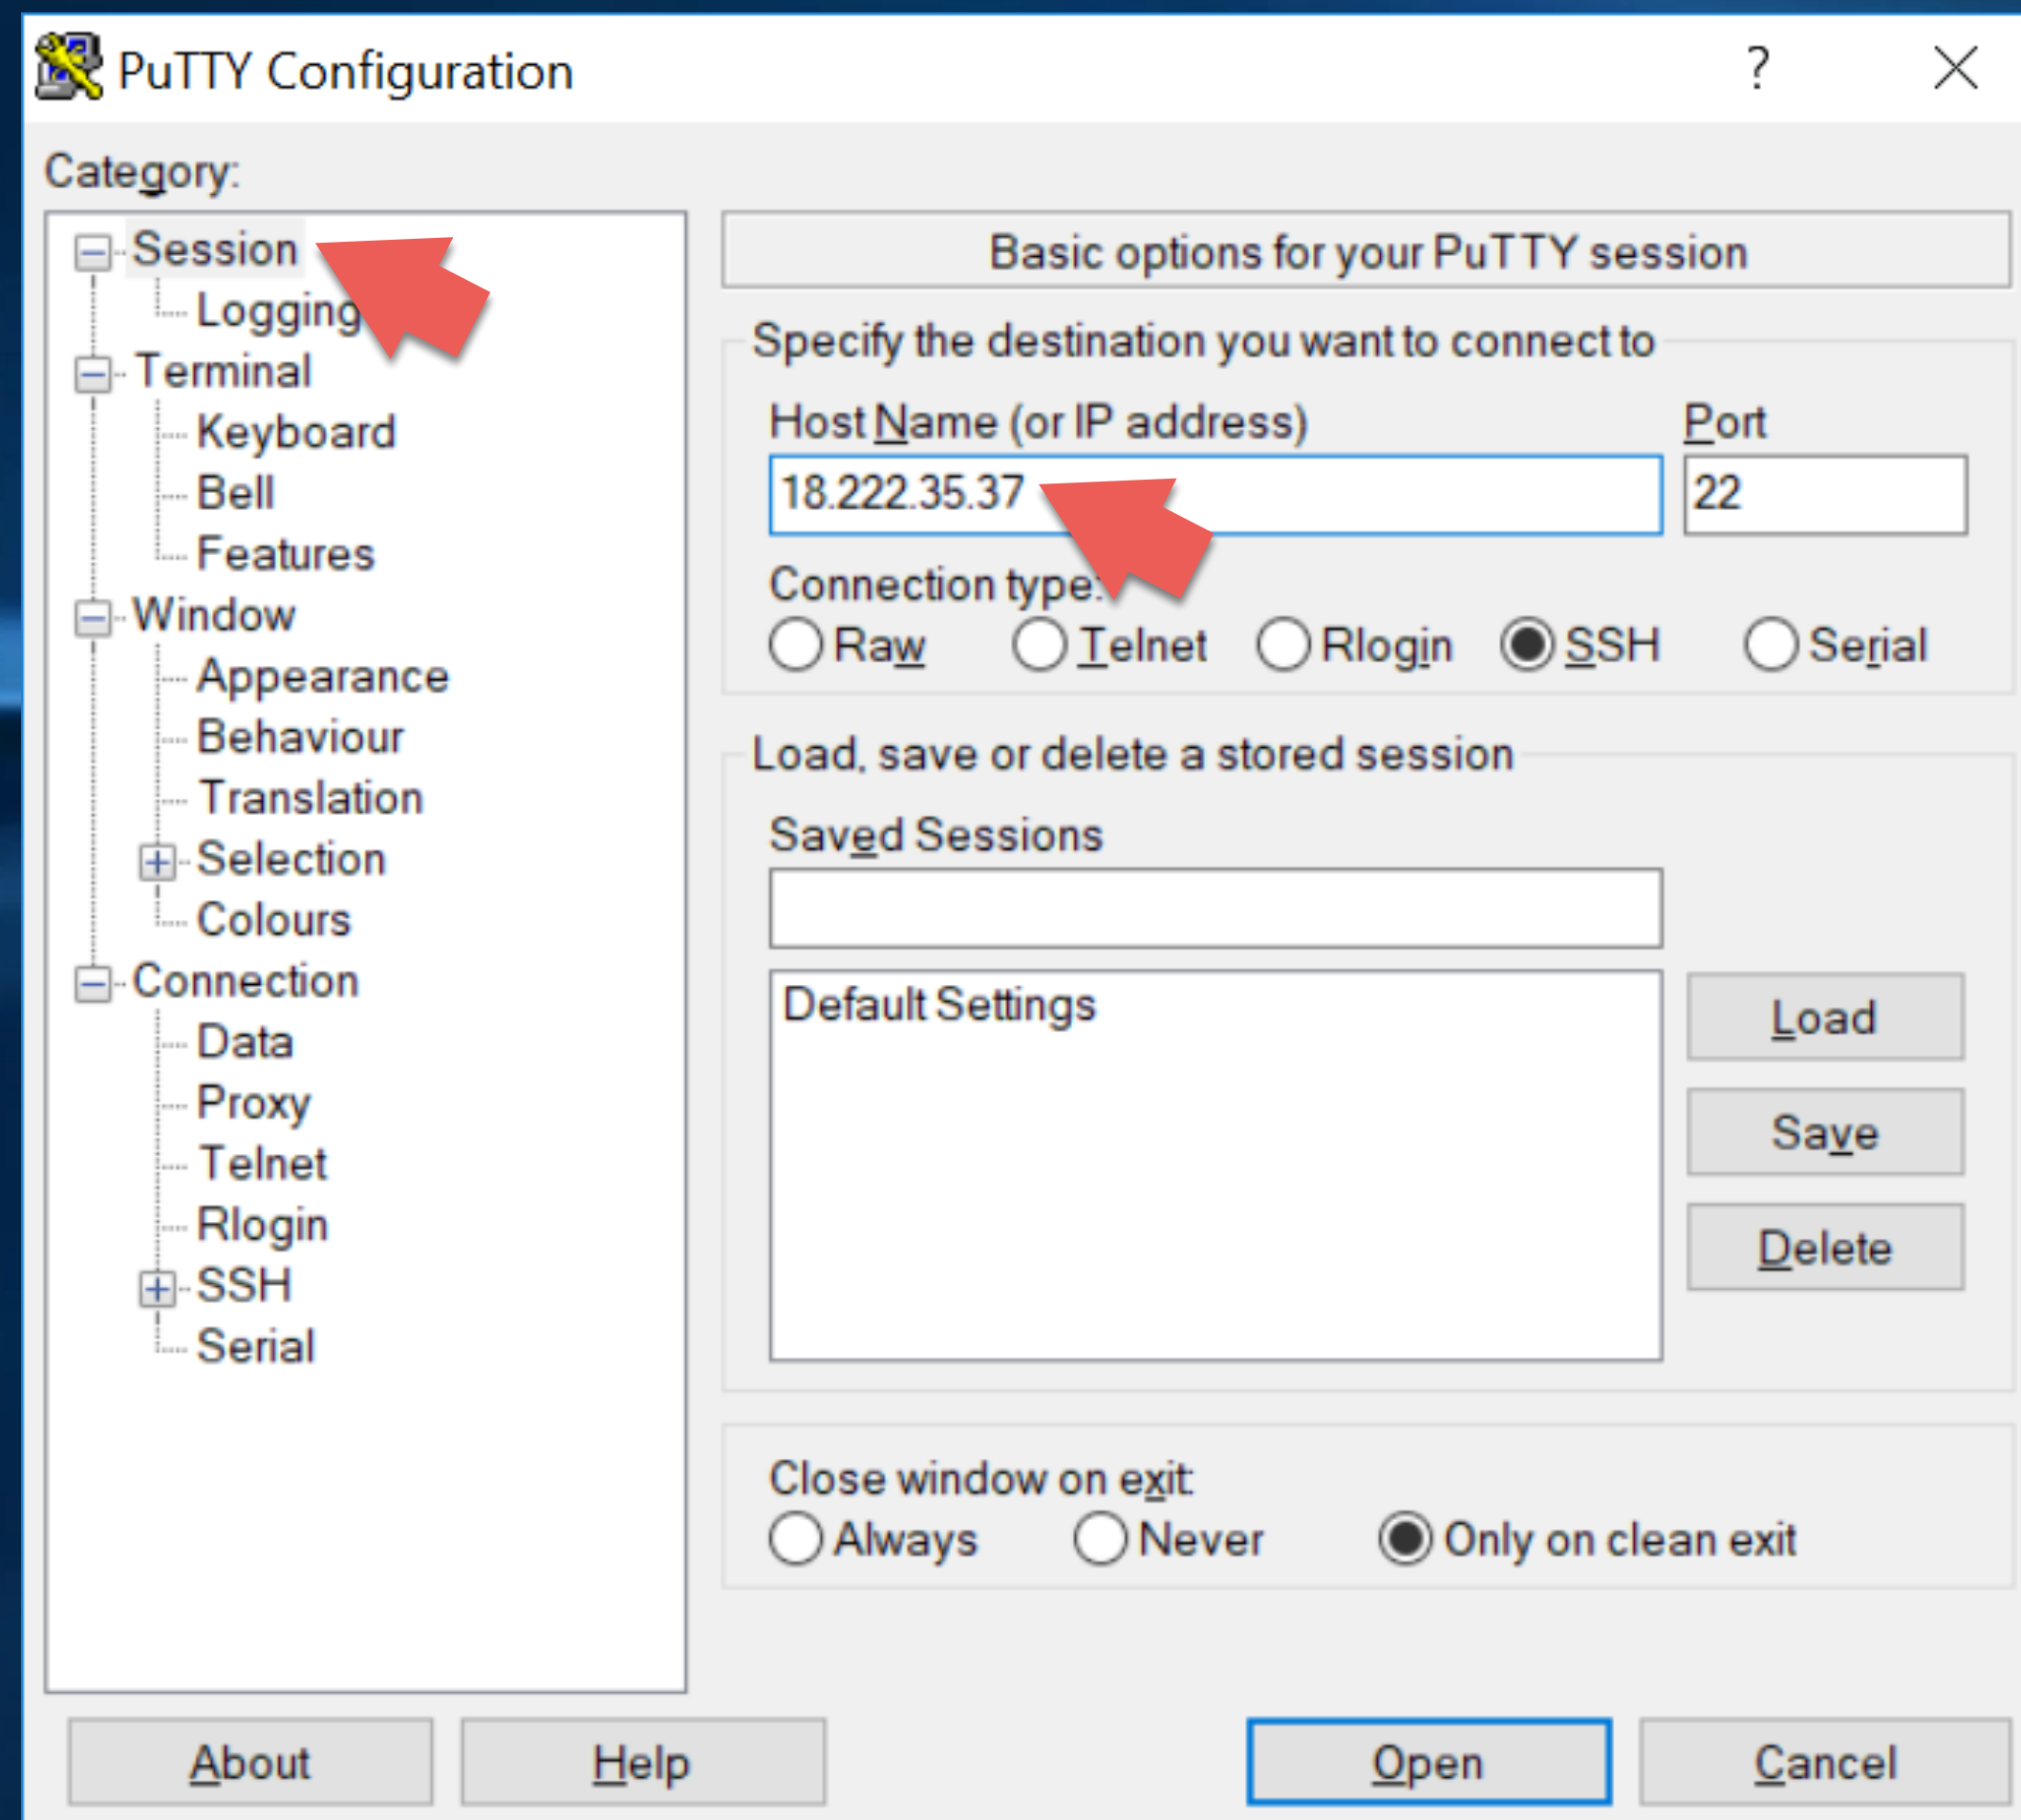 PuTTY Configuration
?
Category:
Session
Logging
Terminal
Keyboard
Bell
Features
Window
Appearance
Behaviour
Translation
Selection
Colours
Connection
Data
Proxy
Telnet
Rlogin
SSH
Serial
Basic options for your PuTTY session
Specify the destination you want to connect to
Host Name (or IP address) Port
18.222.35.37 22
Connection type:
Raw Telnet Rlogin SSH Serial
Load, save or delete a stored session
Saved Sessions
Default Settings
Load
Save
Delete
Close window on exit:
Always Never Only on clean exit
About Help Open Cancel